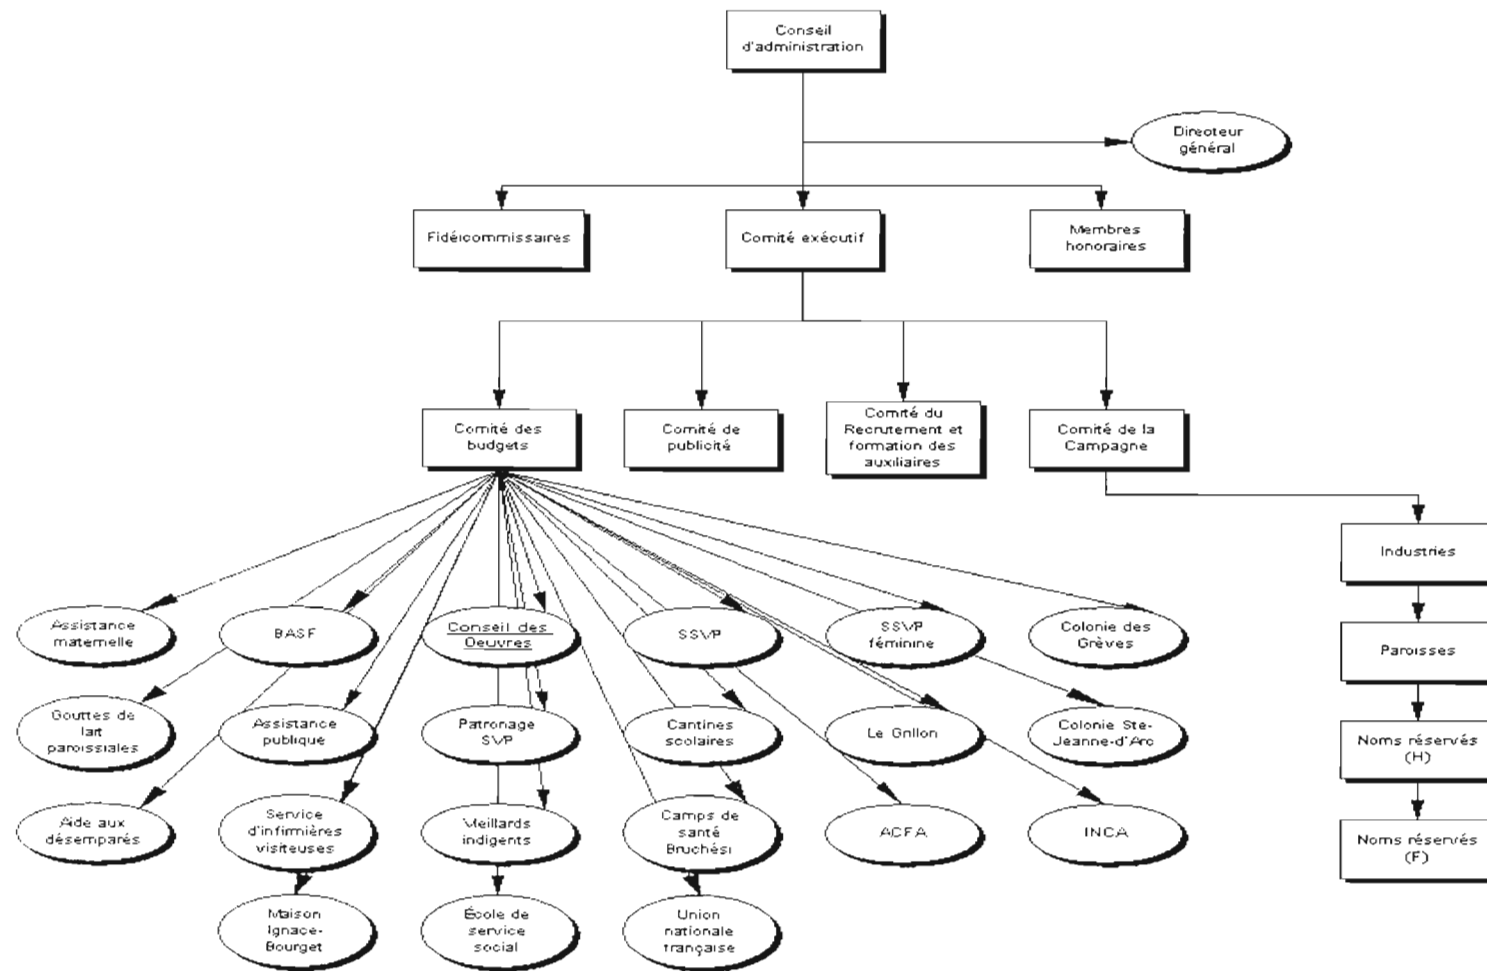 Conseil
d'administration
Directeur
général
Fidéicommissaires
Comité exécutif
Membres
honoraires
Comité des
budgets
Comité de
publicité
Comité du
Recrutement et
formation des
auxiliaires
Comité de la
Campagne
Industries
Assistance
maternelle
BASF
Conseil des
Oeuvres
SSVP
SSVP
féminine
Colonie des
Grèves
Paroisses
Gouttes de
lait
paroissiales
Assistance
publique
Patronage
SVP
Cantines
scolaires
Le Grillon
Colonie Ste-
Jeanne-d'Arc
Noms réservés
(H)
Aide aux
désemparés
Service
d'infirmières
visiteuses
Vieillards
indigents
Camps de
santé
Bruchési
ACFA
INCA
Noms réservés
(F)
Maison
Ignace-
Bourget
École de
service
social
Union
nationale
française